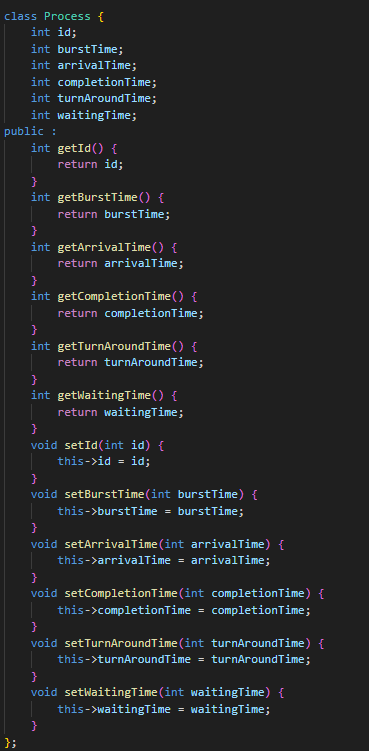 class Process {
    int id;
    int burstTime;
    int arrivalTime;
    int completionTime;
    int turnAroundTime;
    int waitingTime;
public :
    int getId() {
        return id;
    }
    int getBurstTime() {
        return burstTime;
    }
    int getArrivalTime() {
        return arrivalTime;
    }
    int getCompletionTime() {
        return completionTime;
    }
    int getTurnAroundTime() {
        return turnAroundTime;
    }
    int getWaitingTime() {
        return waitingTime;
    }
    void setId(int id) {
        this->id = id;
    }
    void setBurstTime(int burstTime) {
        this->burstTime = burstTime;
    }
    void setArrivalTime(int arrivalTime) {
        this->arrivalTime = arrivalTime;
    }
    void setCompletionTime(int completionTime) {
        this->completionTime = completionTime;
    }
    void setTurnAroundTime(int turnAroundTime) {
        this->turnAroundTime = turnAroundTime;
    }
    void setWaitingTime(int waitingTime) {
        this->waitingTime = waitingTime;
    }
};